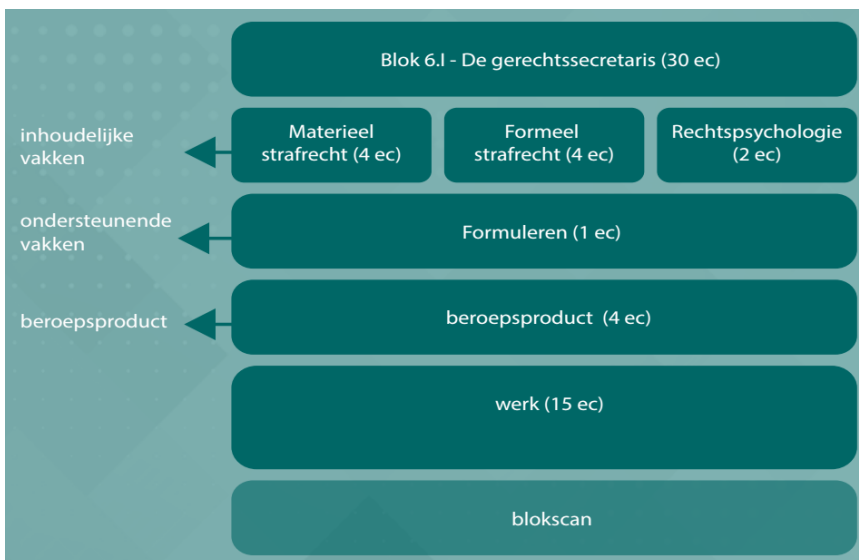 Blok 6.I - De gerechtssecretaris (30 ec)
inhoudelijke
vakken
Materieel
strafrecht (4 ec)
Formeel
strafrecht (4 ec)
Rechtspsychologie
(2 ec)
ondersteunende
vakken
Formuleren (1 ec)
beroepsproduct
beroepsproduct (4 ec)
werk (15 ec)
blokscan